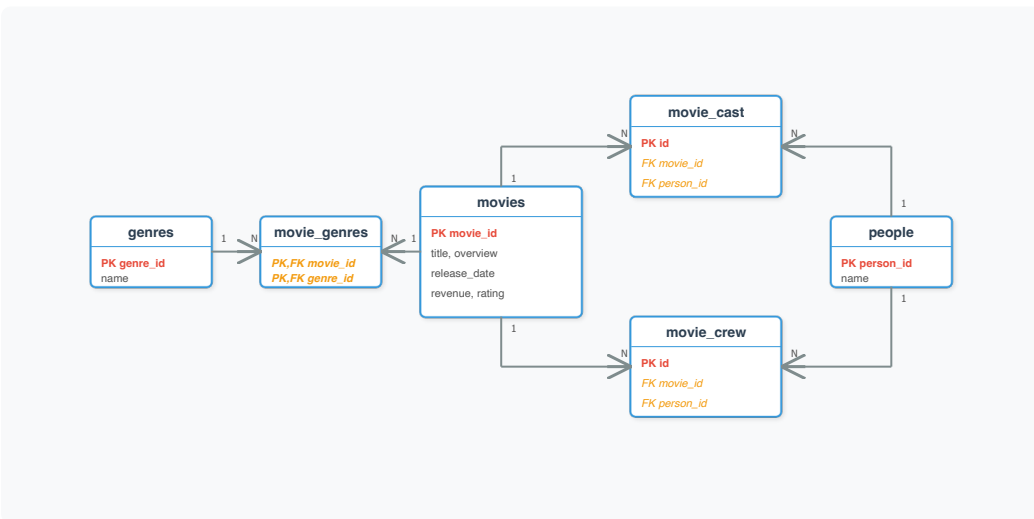 movie_cast
N
PK id
N
FK movie_id
FK person_id
1
1
movies
PK movie_id
title, overview
release_date
revenue, rating
genres
PK genre_id
name
1
N
movie_genres
PK,FK movie_id
PK,FK genre_id
N
1
people
PK person_id
name
1
1
movie_crew
N
PK id
N
FK movie_id
FK person_id